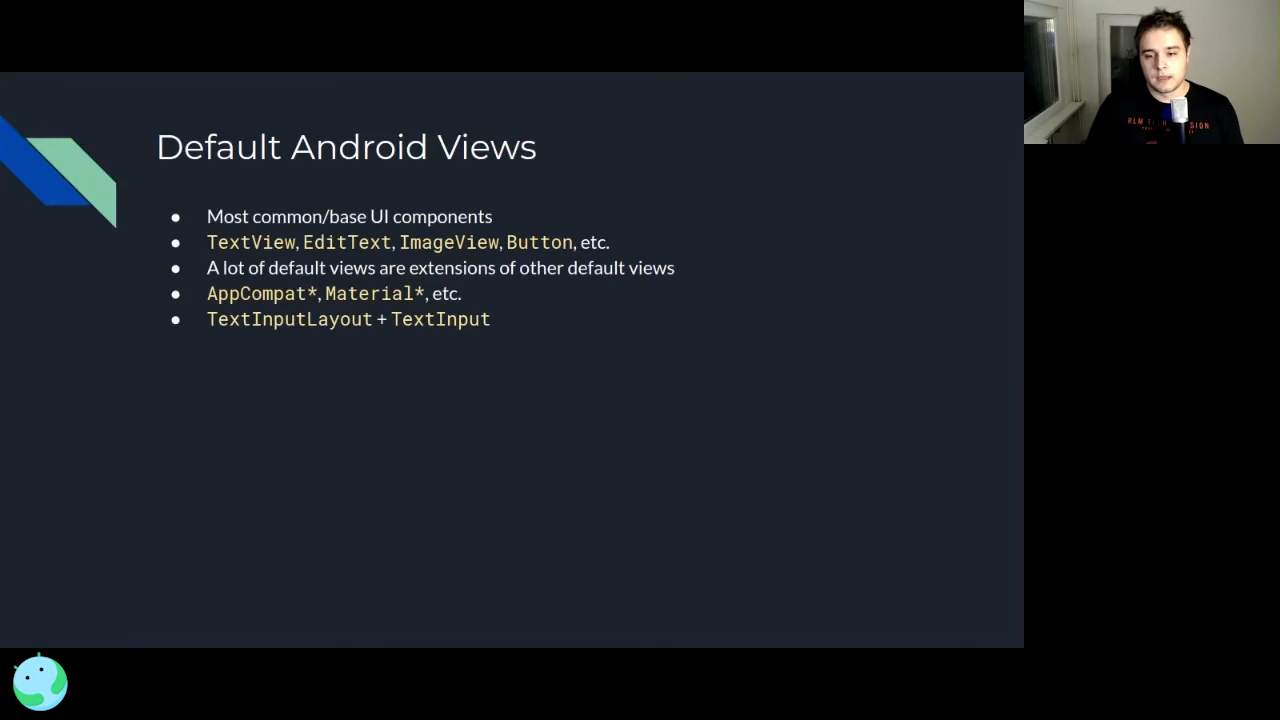 Default Android Views
● Most common/base UI components
● TextView, EditText, ImageView, Button, etc.
● A lot of default views are extensions of other default views
● AppCompat*, Material*, etc.
● TextInputLayout + TextInput